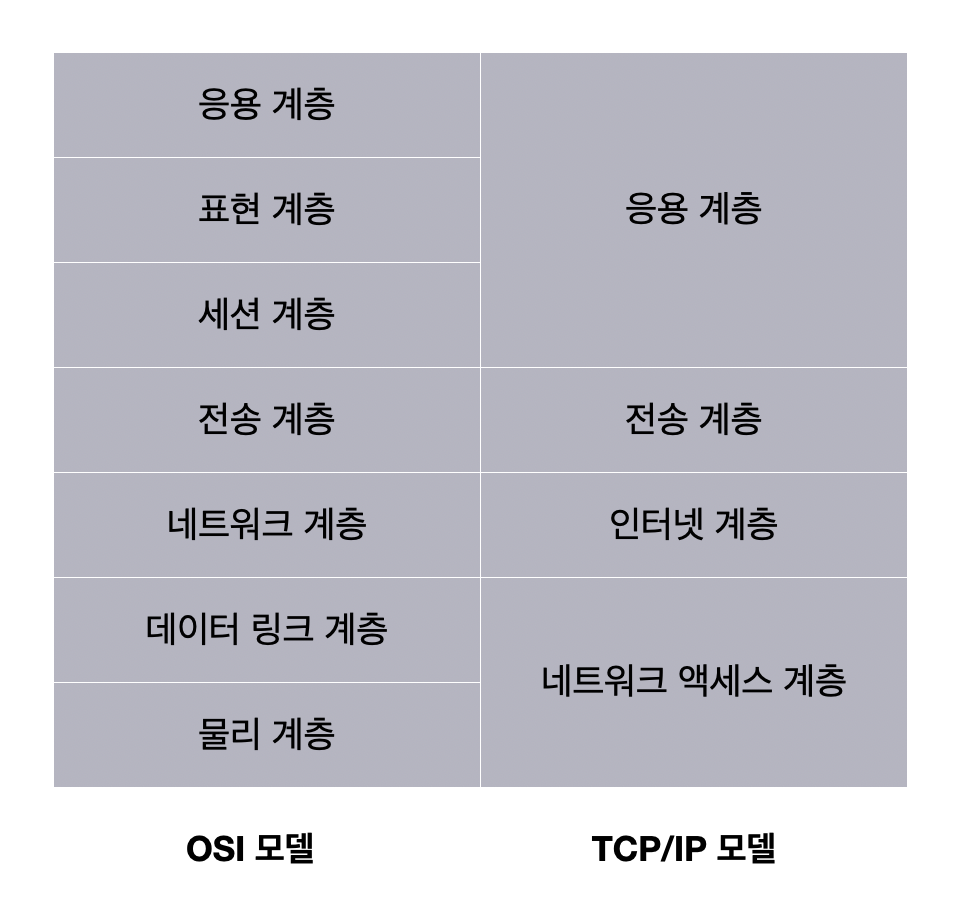 응용 계층
표현 계층
세션 계층
전송 계층
네트워크 계층
데이터 링크 계층
물리 계층
OSI 모델
응용 계층
전송 계층
인터넷 계층
네트워크 액세스 계층
TCP/IP 모델